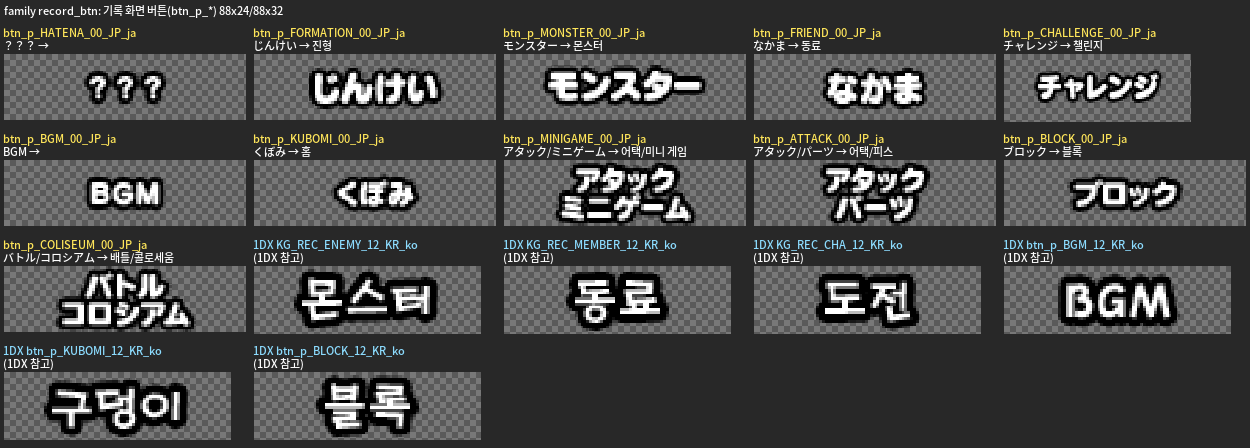 family record_btn: 기록 화면 버튼(btn_p_*) 88x24/88x32
btn_p_HATENA_00_JP_ja
？？？ →
？？？
btn_p_FORMATION_00_JP_ja
じんけい → 진형
じんけい
btn_p_MONSTER_00_JP_ja
モンスター → 몬스터
モンスター
btn_p_FRIEND_00_JP_ja
なかま → 동료
なかま
btn_p_CHALLENGE_00_JP_ja
チャレンジ → 챌린지
チャレンジ
btn_p_BGM_00_JP_ja
BGM →
BGM
btn_p_KUBOMI_00_JP_ja
くぼみ → 홈
くぼみ
btn_p_MINIGAME_00_JP_ja
アタック/ミニゲーム → 어택/미니 게임
アタック
ミニゲーム
btn_p_ATTACK_00_JP_ja
アタック/パーツ → 어택/피스
アタック
パーツ
btn_p_BLOCK_00_JP_ja
ブロック → 블록
ブロック
btn_p_COLISEUM_00_JP_ja
バトル/コロシアム → 배틀/콜로세움
バトル
コロシアム
1DX KG_REC_ENEMY_12_KR_ko
(1DX 참고)
몬스터
1DX KG_REC_MEMBER_12_KR_ko
(1DX 참고)
동료
1DX KG_REC_CHA_12_KR_ko
(1DX 참고)
도전
1DX btn_p_BGM_12_KR_ko
(1DX 참고)
BGM
1DX btn_p_KUBOMI_12_KR_ko
(1DX 참고)
구덩이
1DX btn_p_BLOCK_12_KR_ko
(1DX 참고)
블록